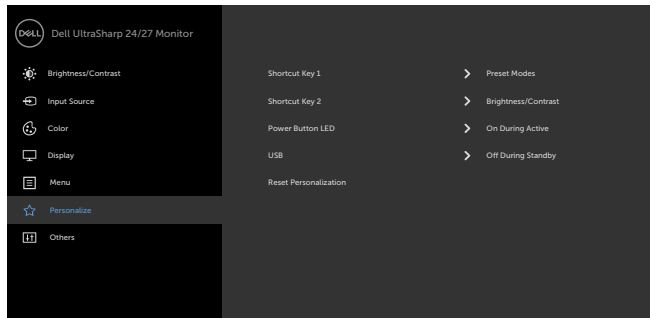 DELL Dell UltraSharp 24/27 Monitor
Brightness/Contrast
Shortcut Key 1 Preset Modes
Input Source
Shortcut Key 2 Brightness/Contrast
Color
Power Button LED On During Active
Display
USB Off During Standby
Menu
Reset Personalization
Personalize
Others